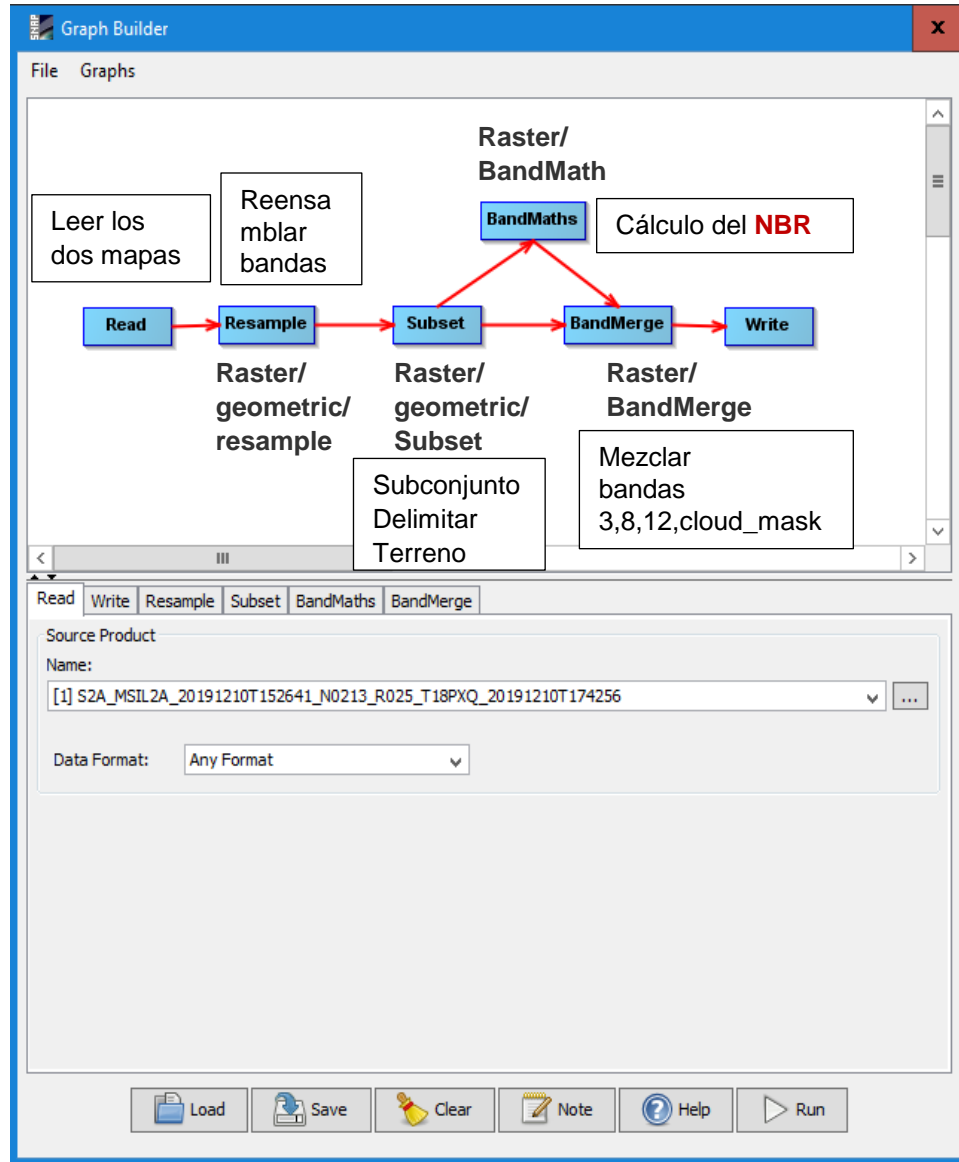 SNAP
Graph Builder
x
File Graphs
Raster/
BandMath
Leer los
dos mapas
Reensa
mblar
bandas
BandMaths
Cálculo del NBR
Read
Resample
Subset
BandMerge
Write
Raster/
geometric/
resample
Raster/
geometric/
Subset
Raster/
BandMerge
Subconjunto
Delimitar
Terreno
Mezclar
bandas
3,8,12,cloud_mask
Read Write Resample Subset BandMaths BandMerge
Source Product
Name:
[1] S2A_MSIL2A_20191210T152641_N0213_R025_T18PXQ_20191210T174256
...
Data Format: Any Format
Load Save Clear Note Help Run